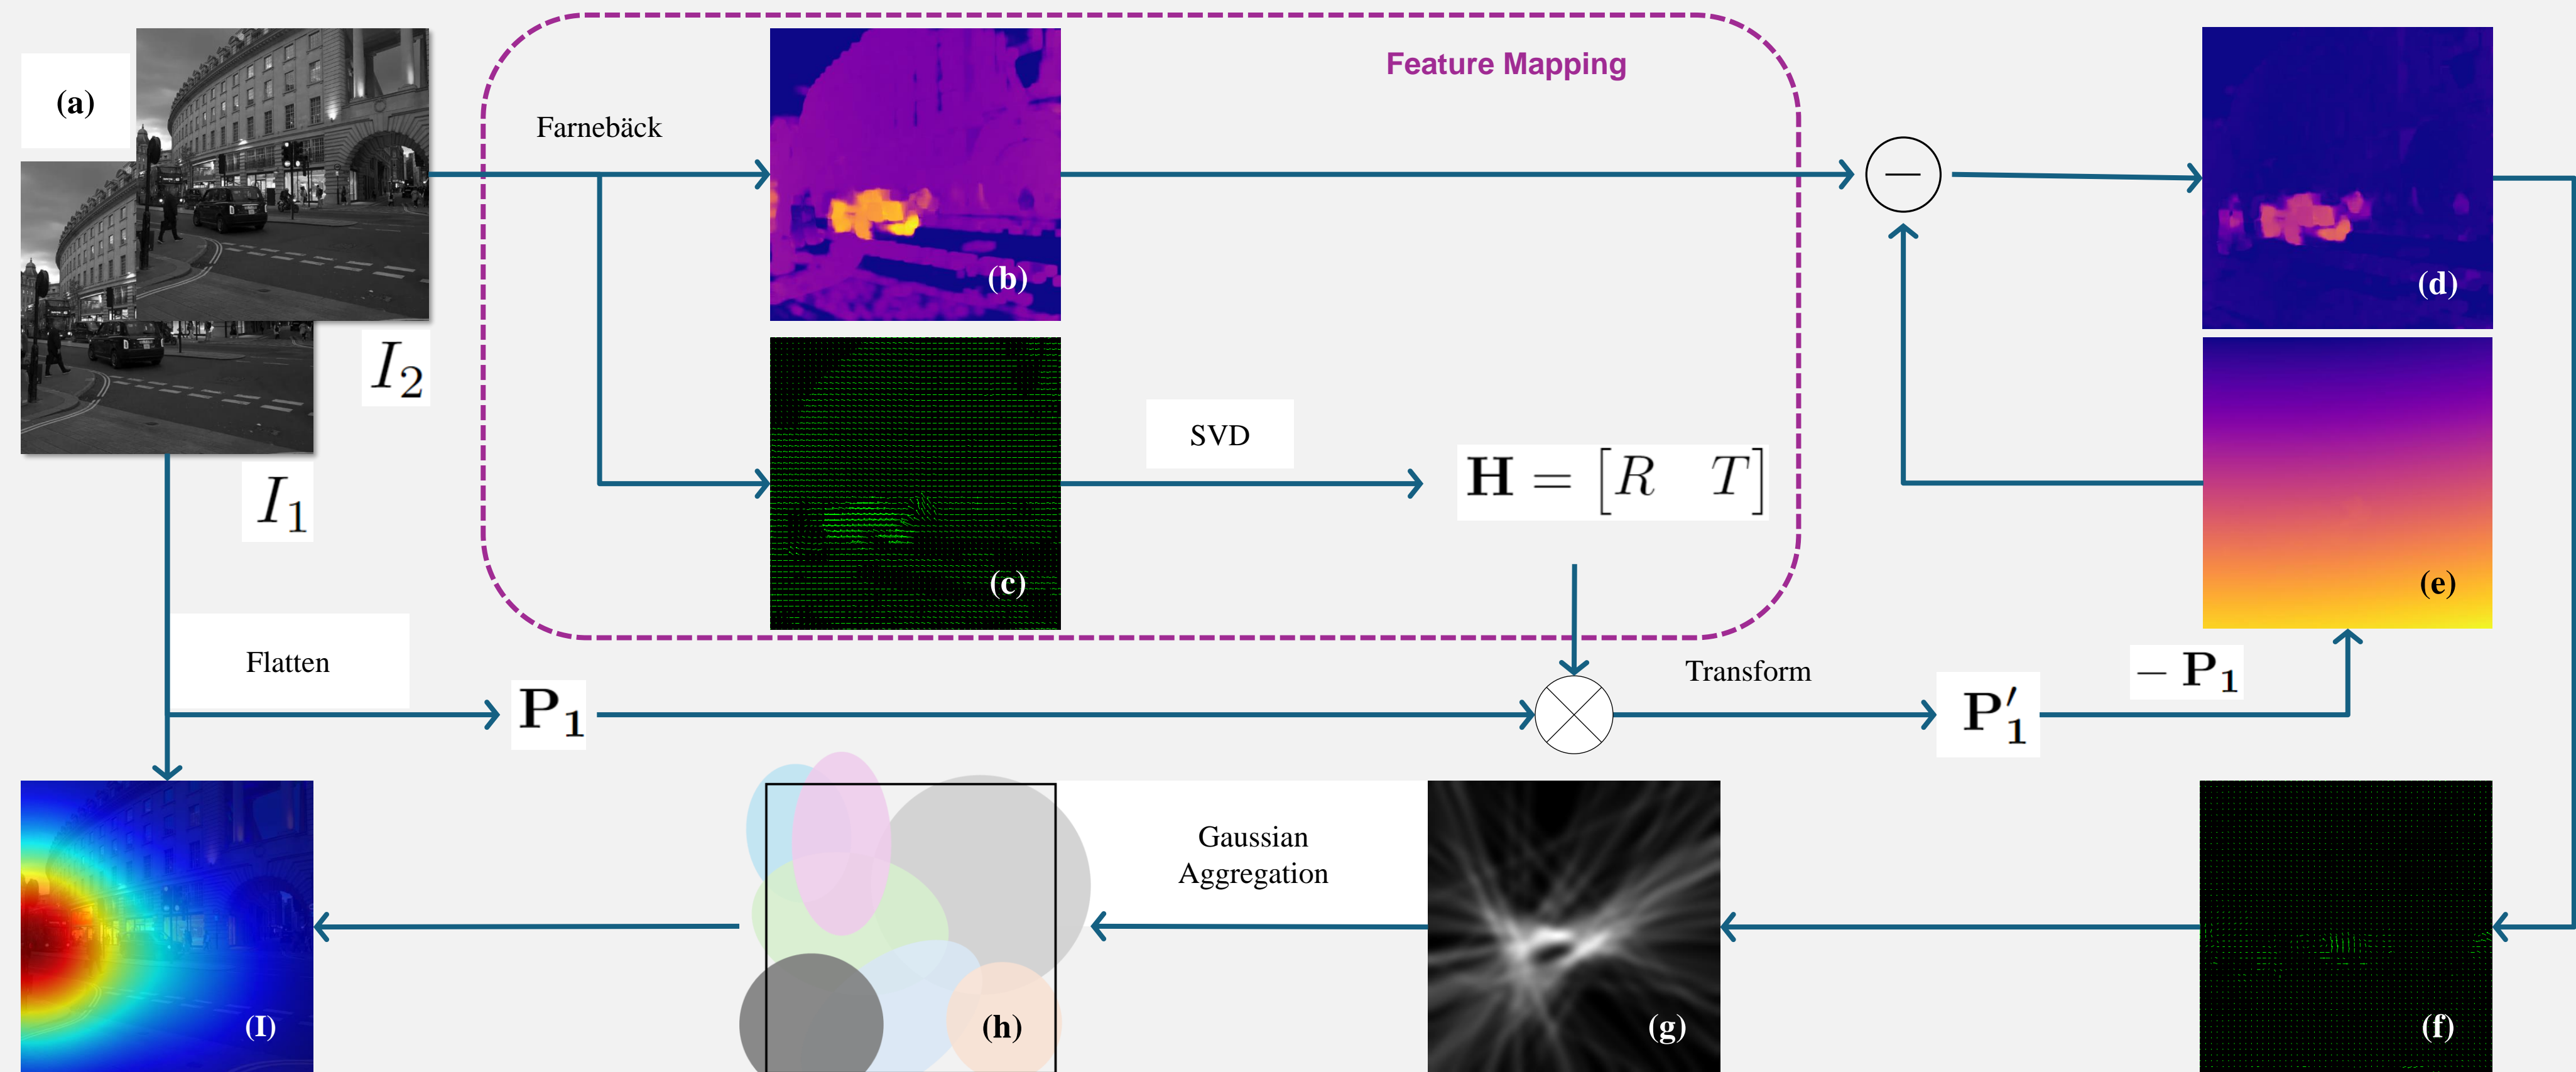 (a)
Feature Mapping
Farnebäck
(b)
(d)
I₂
I₁
SVD
H = [R T]
(c)
(e)
Flatten
Transform
− P₁
P₁
P′₁
Gaussian
Aggregation
(I)
(h)
(g)
(f)